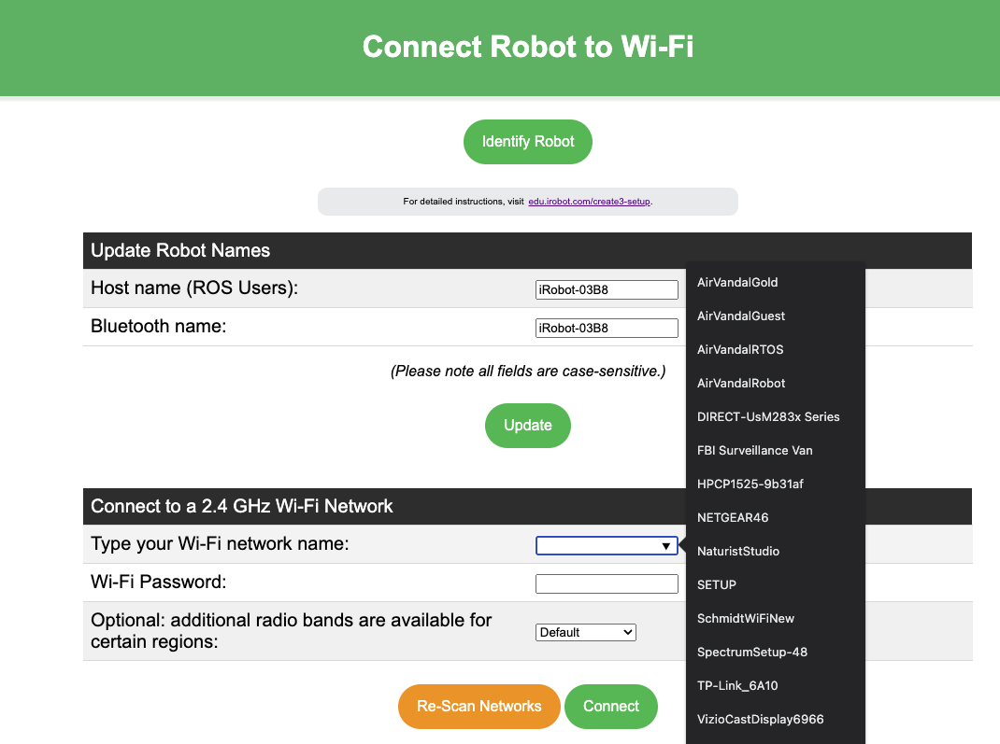 Connect Robot to Wi-Fi
Identify Robot
For detailed instructions, visit edu.irobot.com/create3-setup.
Update Robot Names
Host name (ROS Users):
iRobot-03B8
Bluetooth name:
iRobot-03B8
(Please note all fields are case-sensitive.)
Update
Connect to a 2.4 GHz Wi-Fi Network
Type your Wi-Fi network name:
Wi-Fi Password:
Optional: additional radio bands are available for
certain regions:
Default
Re-Scan Networks
Connect
AirVandalGold
AirVandalGuest
AirVandalRTOS
AirVandalRobot
DIRECT-UsM283x Series
FBI Surveillance Van
HPCP1525-9b31af
NETGEAR46
NaturistStudio
SETUP
SchmidtWiFiNew
SpectrumSetup-48
TP-Link_6A10
VizioCastDisplay6966